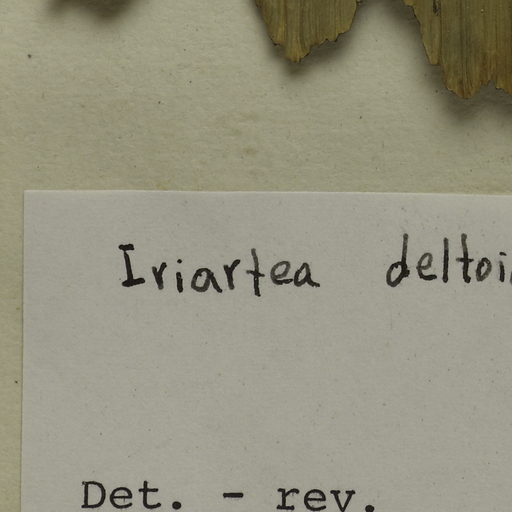 Iriartea deltoi
Det. - rev.